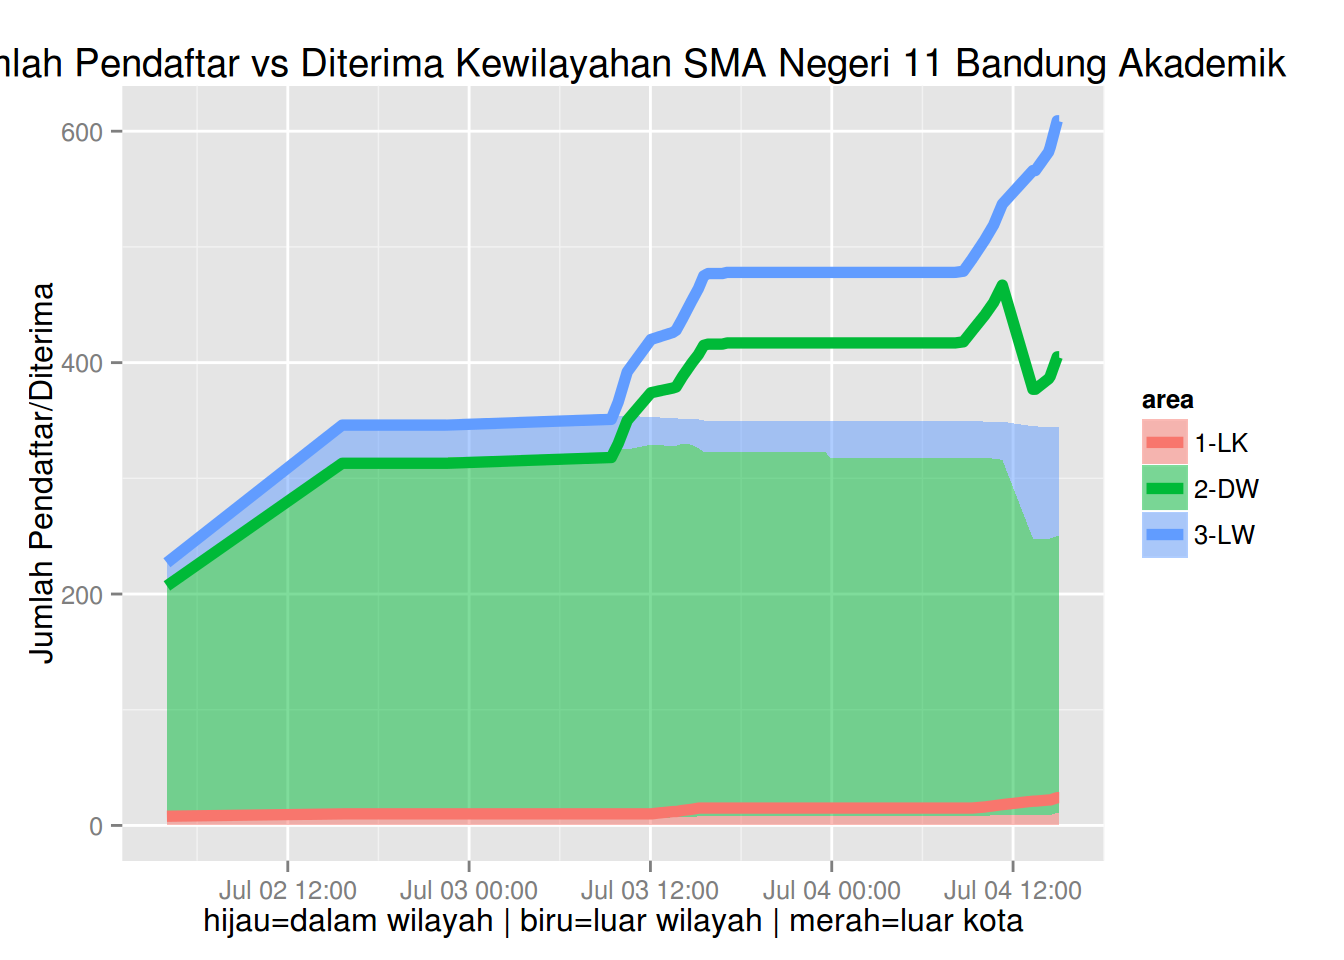 mlah Pendaftar vs Diterima Kewilayahan SMA Negeri 11 Bandung Akademik
Jumlah Pendaftar/Diterima
600
400
200
0
Jul 02 12:00 Jul 03 00:00 Jul 03 12:00 Jul 04 00:00 Jul 04 12:00
hijau=dalam wilayah | biru=luar wilayah | merah=luar kota
area
1-LK
2-DW
3-LW